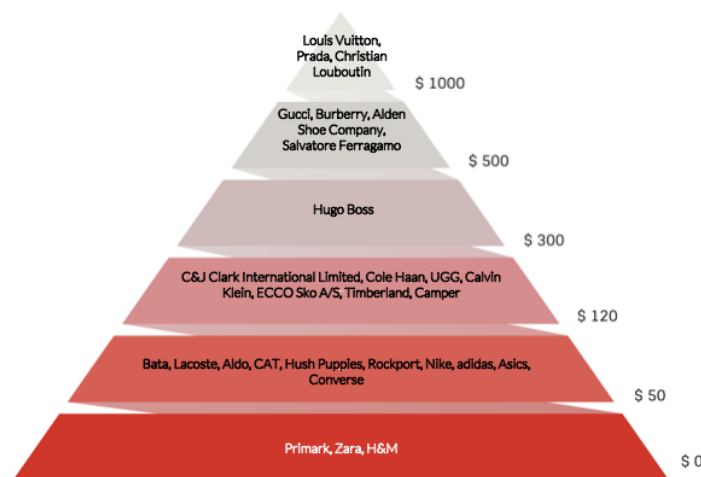 Louis Vuitton,
Prada, Christian
Louboutin
$ 1000
Gucci, Burberry, Alden
Shoe Company,
Salvatore Ferragamo
$ 500
Hugo Boss
$ 300
C&J Clark International Limited, Cole Haan, UGG, Calvin
Klein, ECCO Sko A/S, Timberland, Camper
$ 120
Bata, Lacoste, Aldo, CAT, Hush Puppies, Rockport, Nike, adidas, Asics,
Converse
$ 50
Primark, Zara, H&M
$ 0